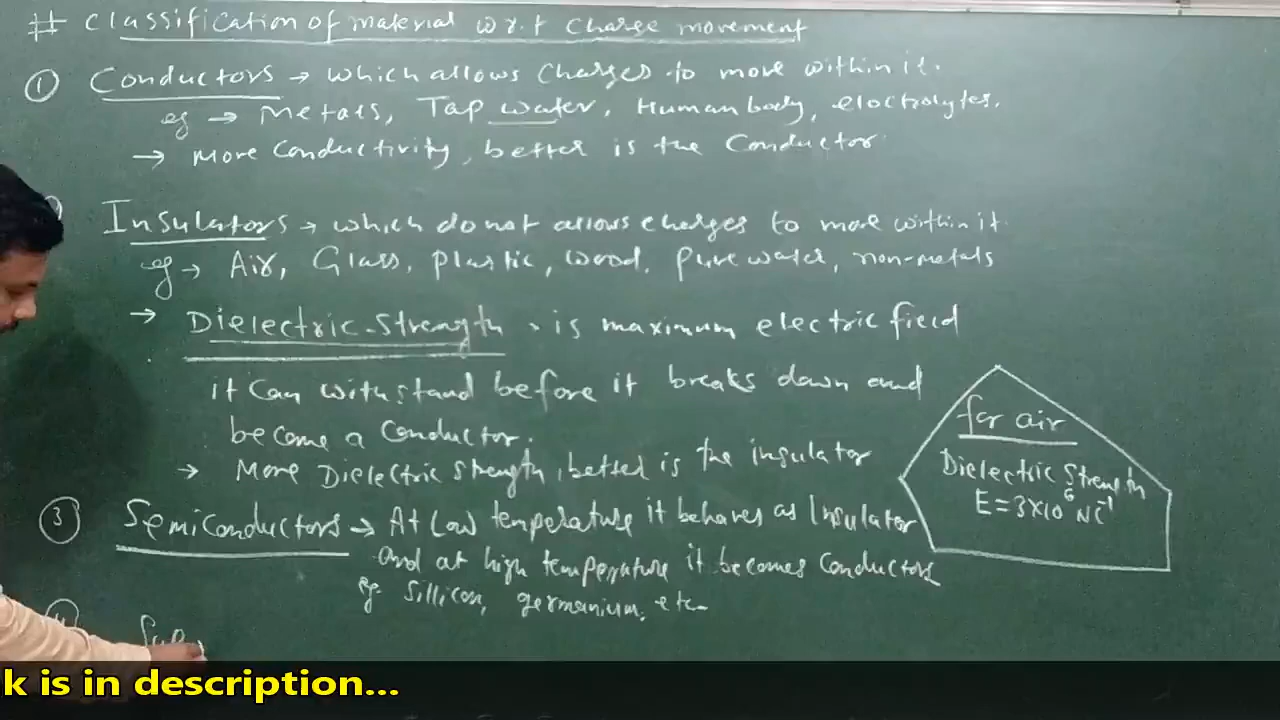 # Classification of material w.r.t charge movement
① Conductors → which allows charges to move within it.
eg → Metals, Tap water, Human body, electrolytes.
→ More conductivity, better is the conductor.
Insulators → which do not allows charges to move within it.
eg → Air, Glass, plastic, wood, pure water, non-metals
→ Dielectric strength → is maximum electric field
it can withstand before it breaks down and
become a conductor.
→ More Dielectric strength, better is the insulator
for air
Dielectric Strength
E = 3×10⁶ NC⁻¹
③ Semiconductors → At low temperature it behaves as Insulator
and at high temperature it becomes conductors
eg. Sillicon, germanium, etc
④ Sup
k is in description...